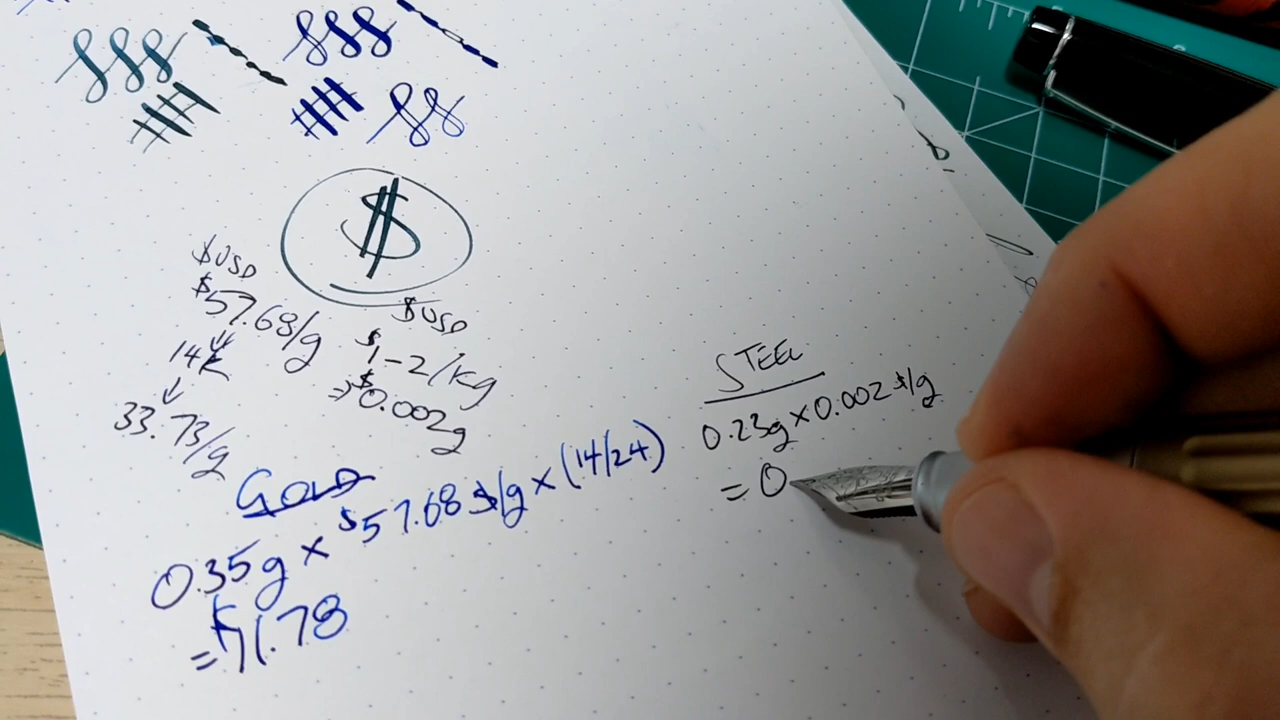 $
$USD
$57.68/g
14K
33.73/g
$USD
$1-2/kg
⇒$0.002g
GOLD
0.35g × $57.68 $/g × (14/24)
= $11.78
STEEL
0.23g × 0.002 $/g
= 0